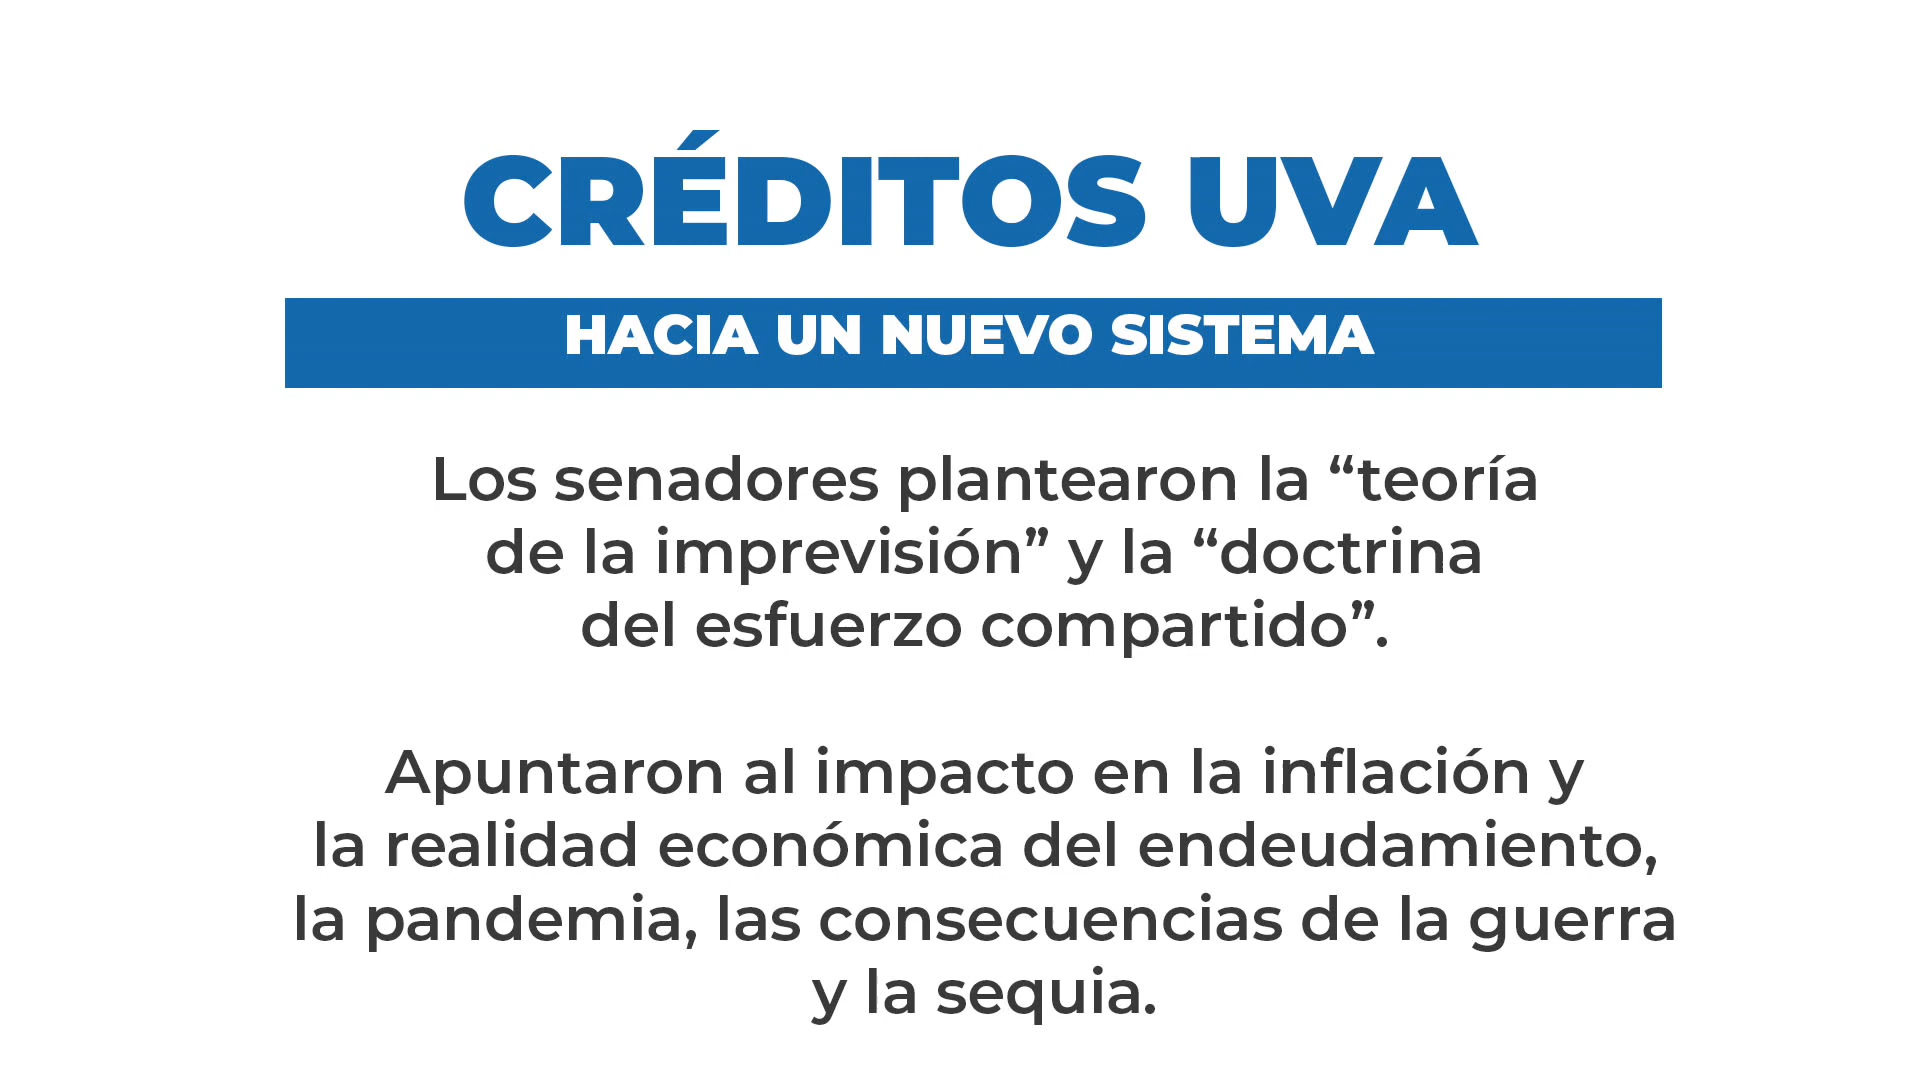 CRÉDITOS UVA
HACIA UN NUEVO SISTEMA
Los senadores plantearon la “teoría
de la imprevisión” y la “doctrina
del esfuerzo compartido”.
Apuntaron al impacto en la inflación y
la realidad económica del endeudamiento,
la pandemia, las consecuencias de la guerra
y la sequia.